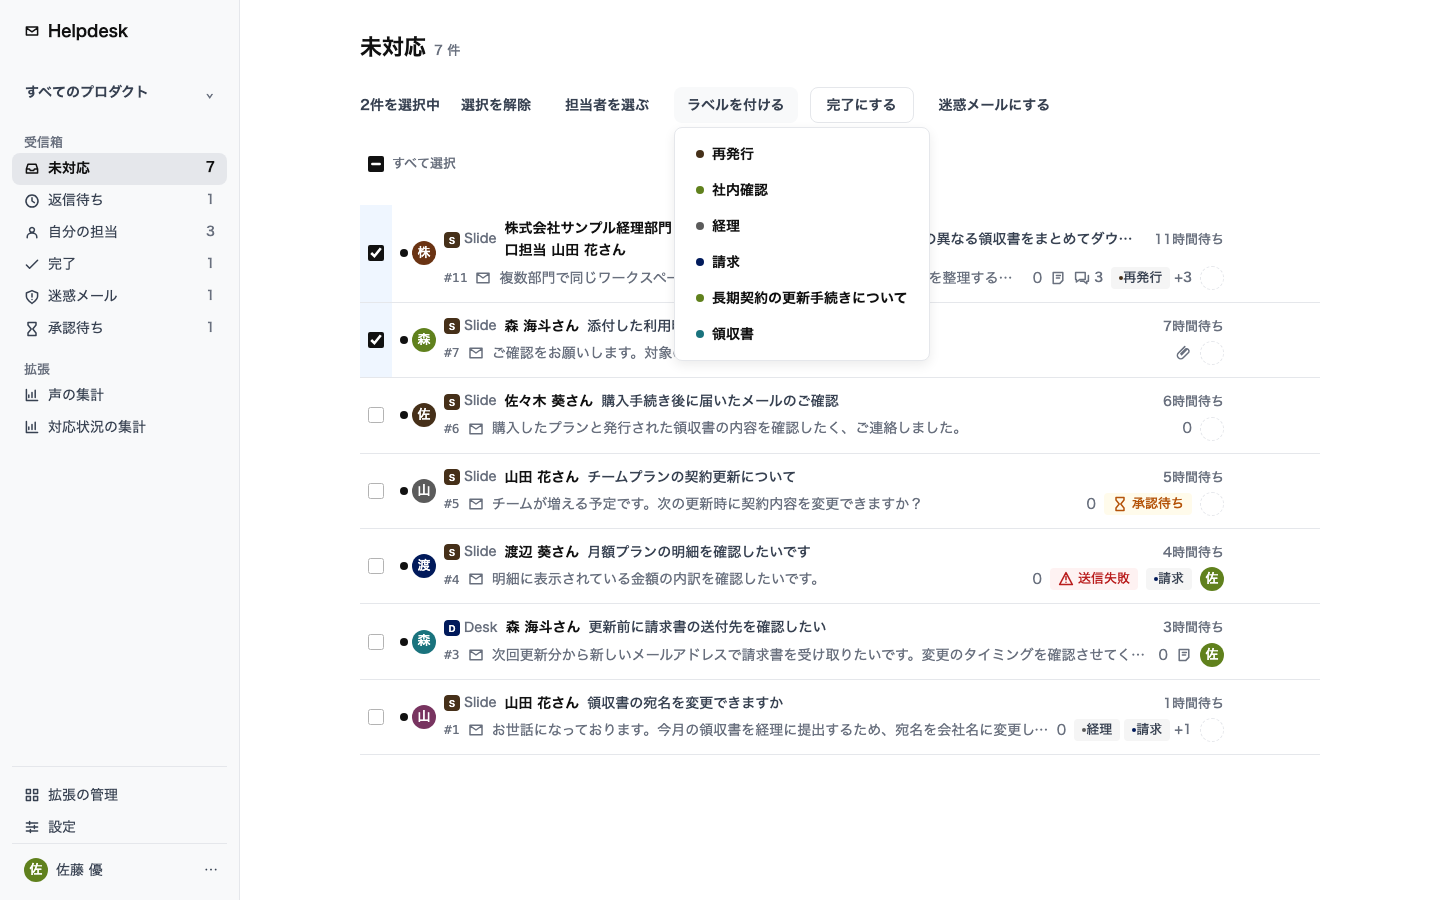 Helpdesk
すべてのプロダクト
受信箱
未対応 7
返信待ち 1
自分の担当 3
完了 1
迷惑メール 1
承認待ち 1
拡張
声の集計
対応状況の集計
拡張の管理
設定
佐 佐藤 優 …
未対応 7 件
2件を選択中 選択を解除 担当者を選ぶ ラベルを付ける 完了にする 迷惑メールにする
再発行
社内確認
経理
請求
長期契約の更新手続きについて
領収書
すべて選択
株 S Slide 株式会社サンプル経理部門
口担当 山田 花さん
の異なる領収書をまとめてダウ… 11時間待ち
#11 複数部門で同じワークスペー を整理する… 0 3 •再発行 +3
森 S Slide 森 海斗さん 添付した利用 7時間待ち
#7 ご確認をお願いします。対象
佐 S Slide 佐々木 葵さん 購入手続き後に届いたメールのご確認 6時間待ち
#6 購入したプランと発行された領収書の内容を確認したく、ご連絡しました。 0
山 S Slide 山田 花さん チームプランの契約更新について 5時間待ち
#5 チームが増える予定です。次の更新時に契約内容を変更できますか？ 0 承認待ち
渡 S Slide 渡辺 葵さん 月額プランの明細を確認したいです 4時間待ち
#4 明細に表示されている金額の内訳を確認したいです。 0 送信失敗 •請求 佐
森 D Desk 森 海斗さん 更新前に請求書の送付先を確認したい 3時間待ち
#3 次回更新分から新しいメールアドレスで請求書を受け取りたいです。変更のタイミングを確認させてく… 0 佐
山 S Slide 山田 花さん 領収書の宛名を変更できますか 1時間待ち
#1 お世話になっております。今月の領収書を経理に提出するため、宛名を会社名に変更し… 0 •経理 •請求 +1